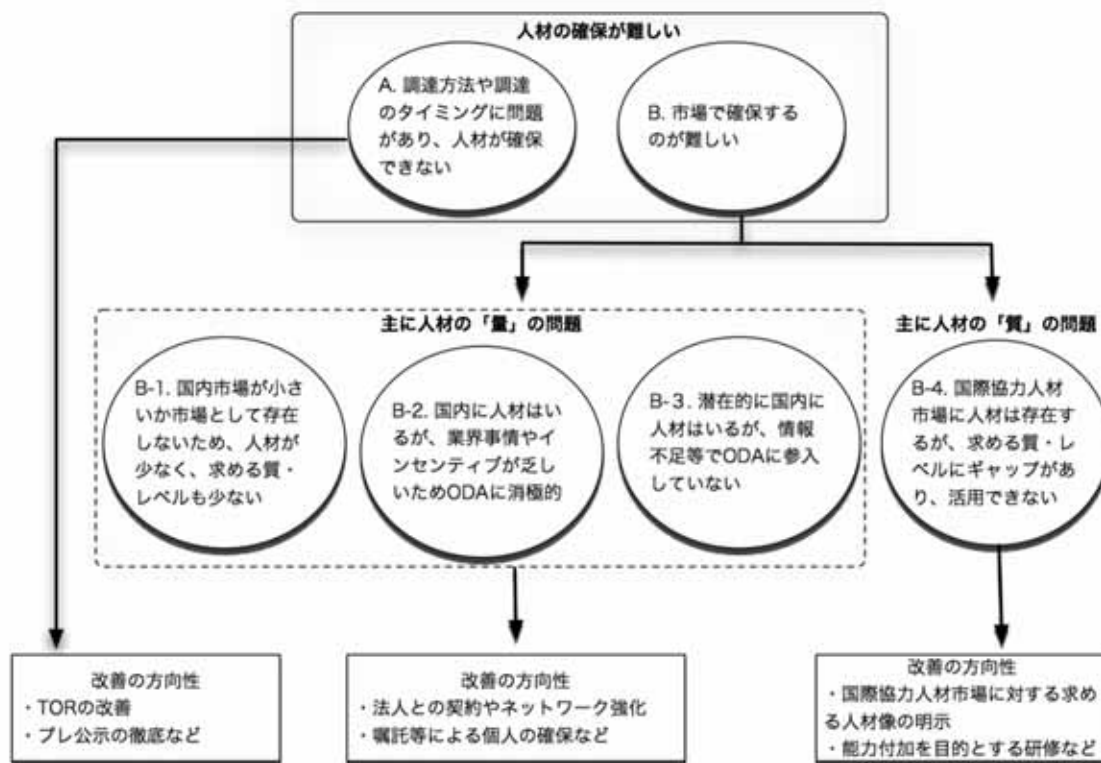 人材の確保が難しい
A. 調達方法や調達
のタイミングに問題
があり、人材が確保
できない
B. 市場で確保する
のが難しい
主に人材の「量」の問題
主に人材の「質」の問題
B-1. 国内市場が小さ
いか市場として存在
しないため、人材が
少なく、求める質・
レベルも少ない
B-2. 国内に人材はい
るが、業界事情やイ
ンセンティブが乏し
いためODAに消極的
B-3. 潜在的に国内に
人材はいるが、情報
不足等でODAに参入
していない
B-4. 国際協力人材
市場に人材は存在す
るが、求める質・レ
ベルにギャップがあ
り、活用できない
改善の方向性
・TORの改善
・プレ公示の徹底など
改善の方向性
・法人との契約やネットワーク強化
・嘱託等による個人の確保など
改善の方向性
・国際協力人材市場に対する求め
る人材像の明示
・能力付加を目的とする研修など